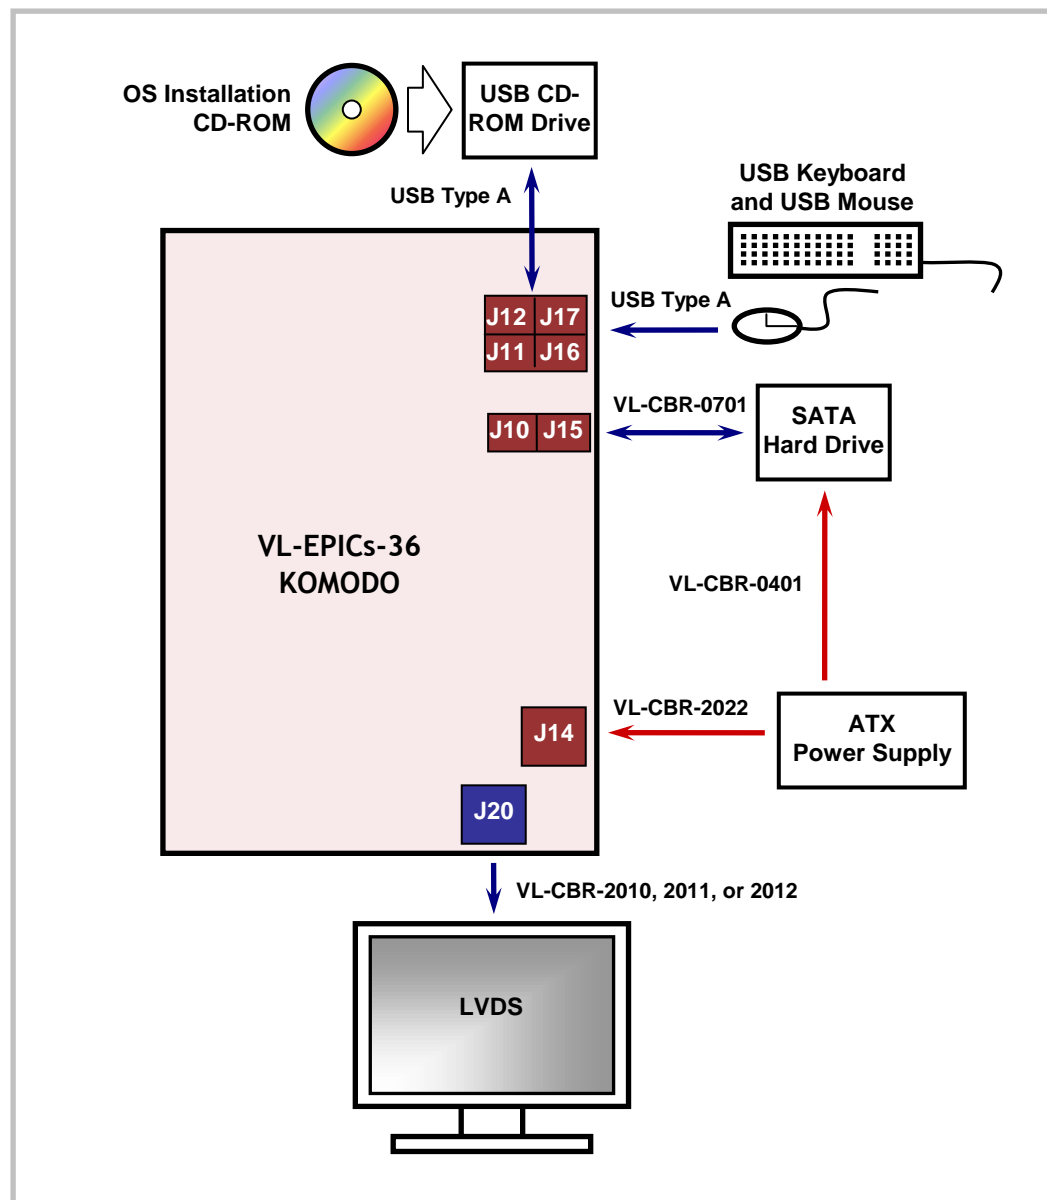 OS Installation
CD-ROM
USB CD-
ROM Drive
USB Type A
USB Keyboard
and USB Mouse
USB Type A
J12 J17
J11 J16
VL-CBR-0701
SATA
Hard Drive
J10 J15
VL-EPICs-36
KOMODO
VL-CBR-0401
VL-CBR-2022
J14
ATX
Power Supply
J20
VL-CBR-2010, 2011, or 2012
LVDS